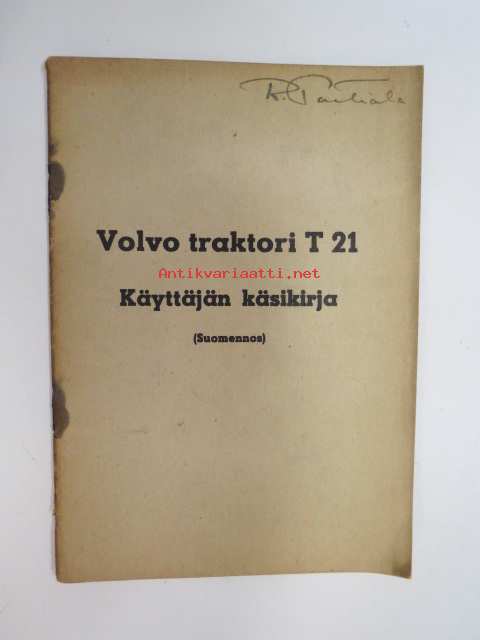 Volvo traktori T 21
Antikvariaatti.net
Käyttäjän käsikirja
(Suomennos)